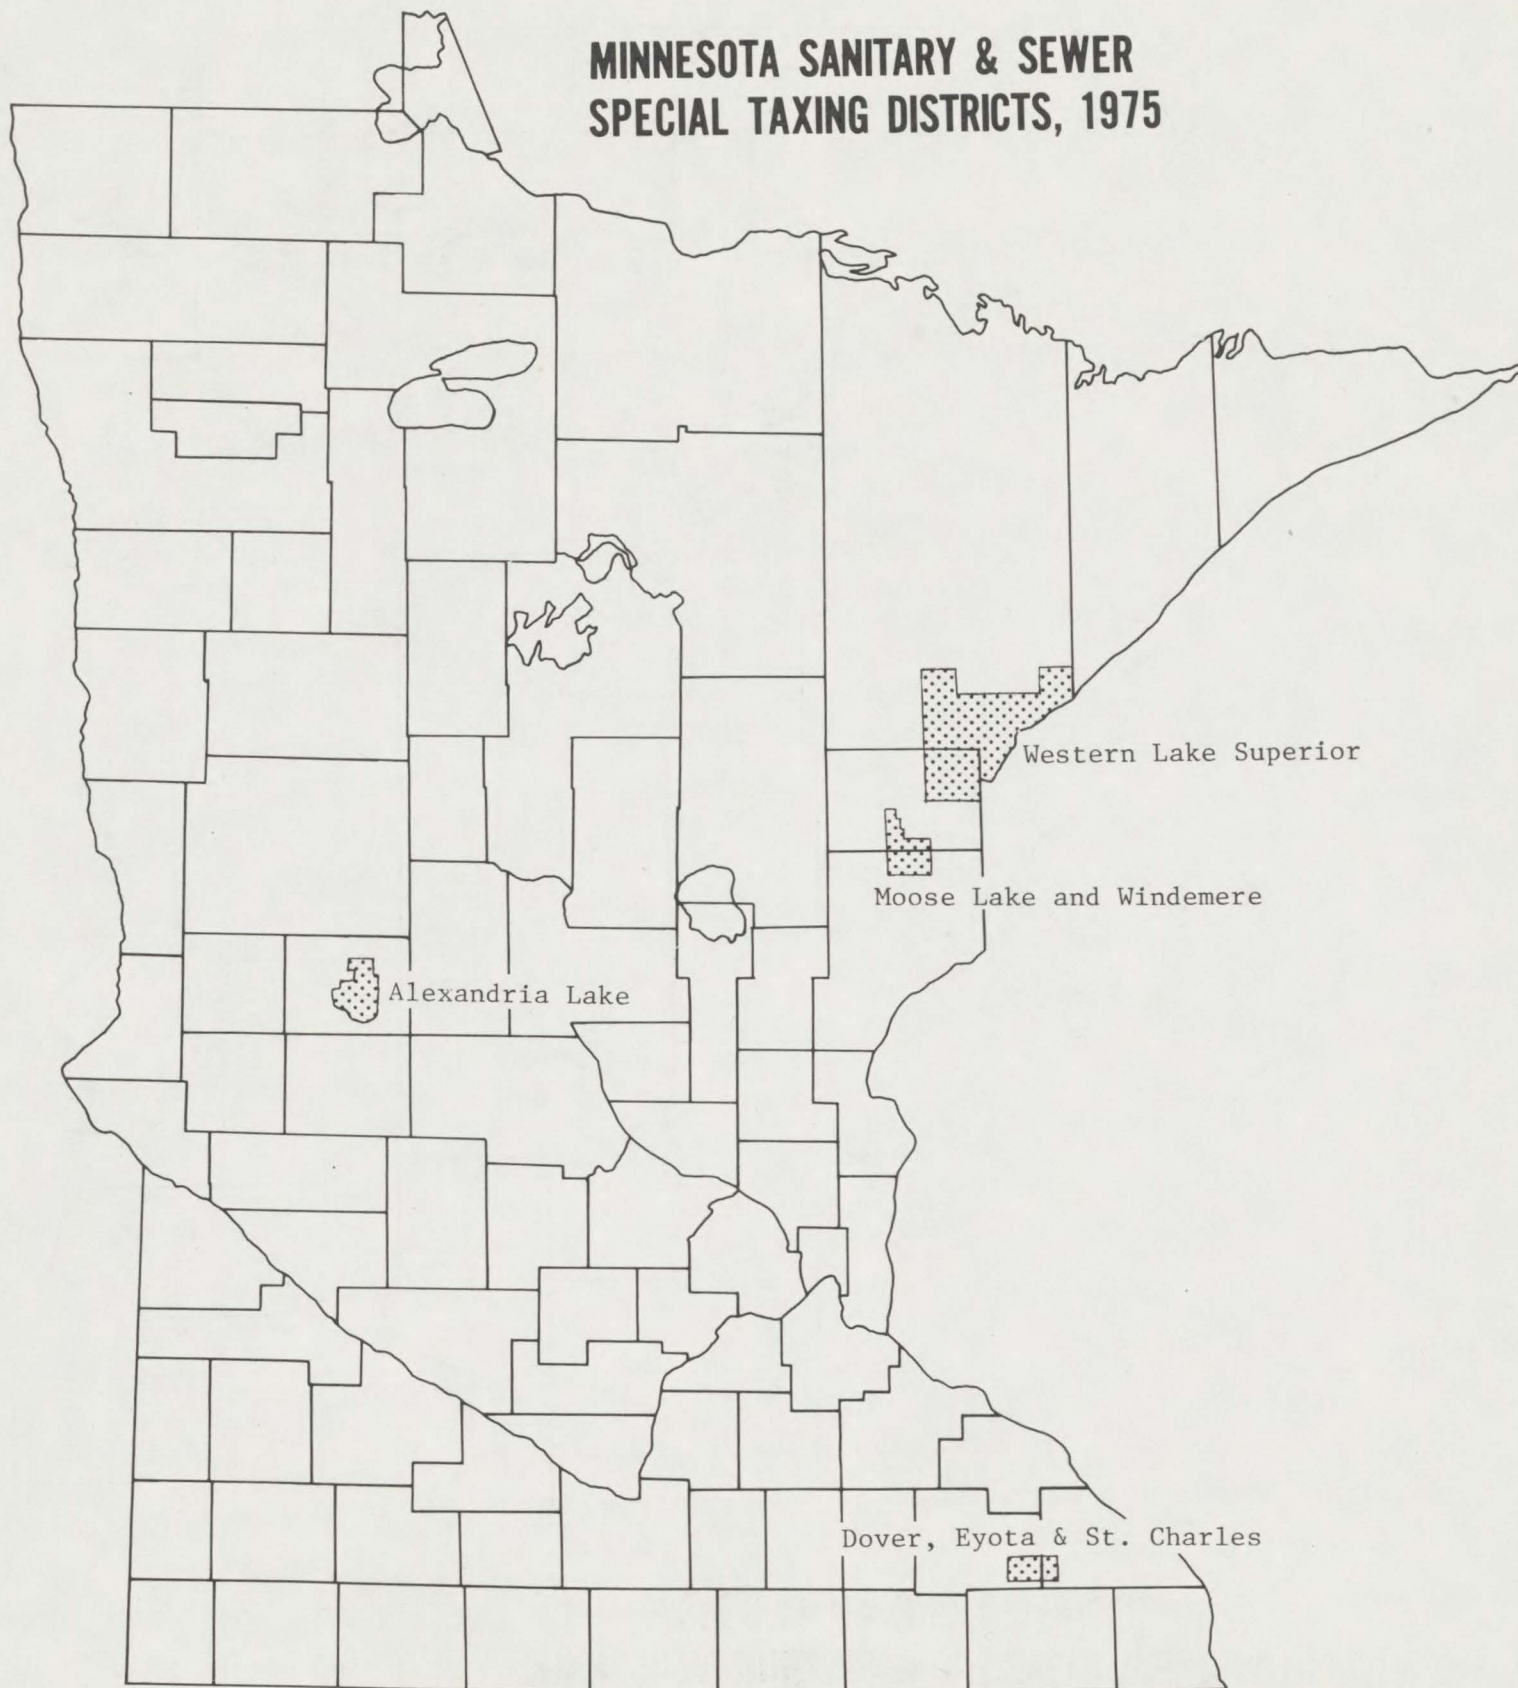 MINNESOTA SANITARY & SEWER
SPECIAL TAXING DISTRICTS, 1975
Western Lake Superior
Moose Lake and Windemere
Alexandria Lake
Dover, Eyota & St. Charles